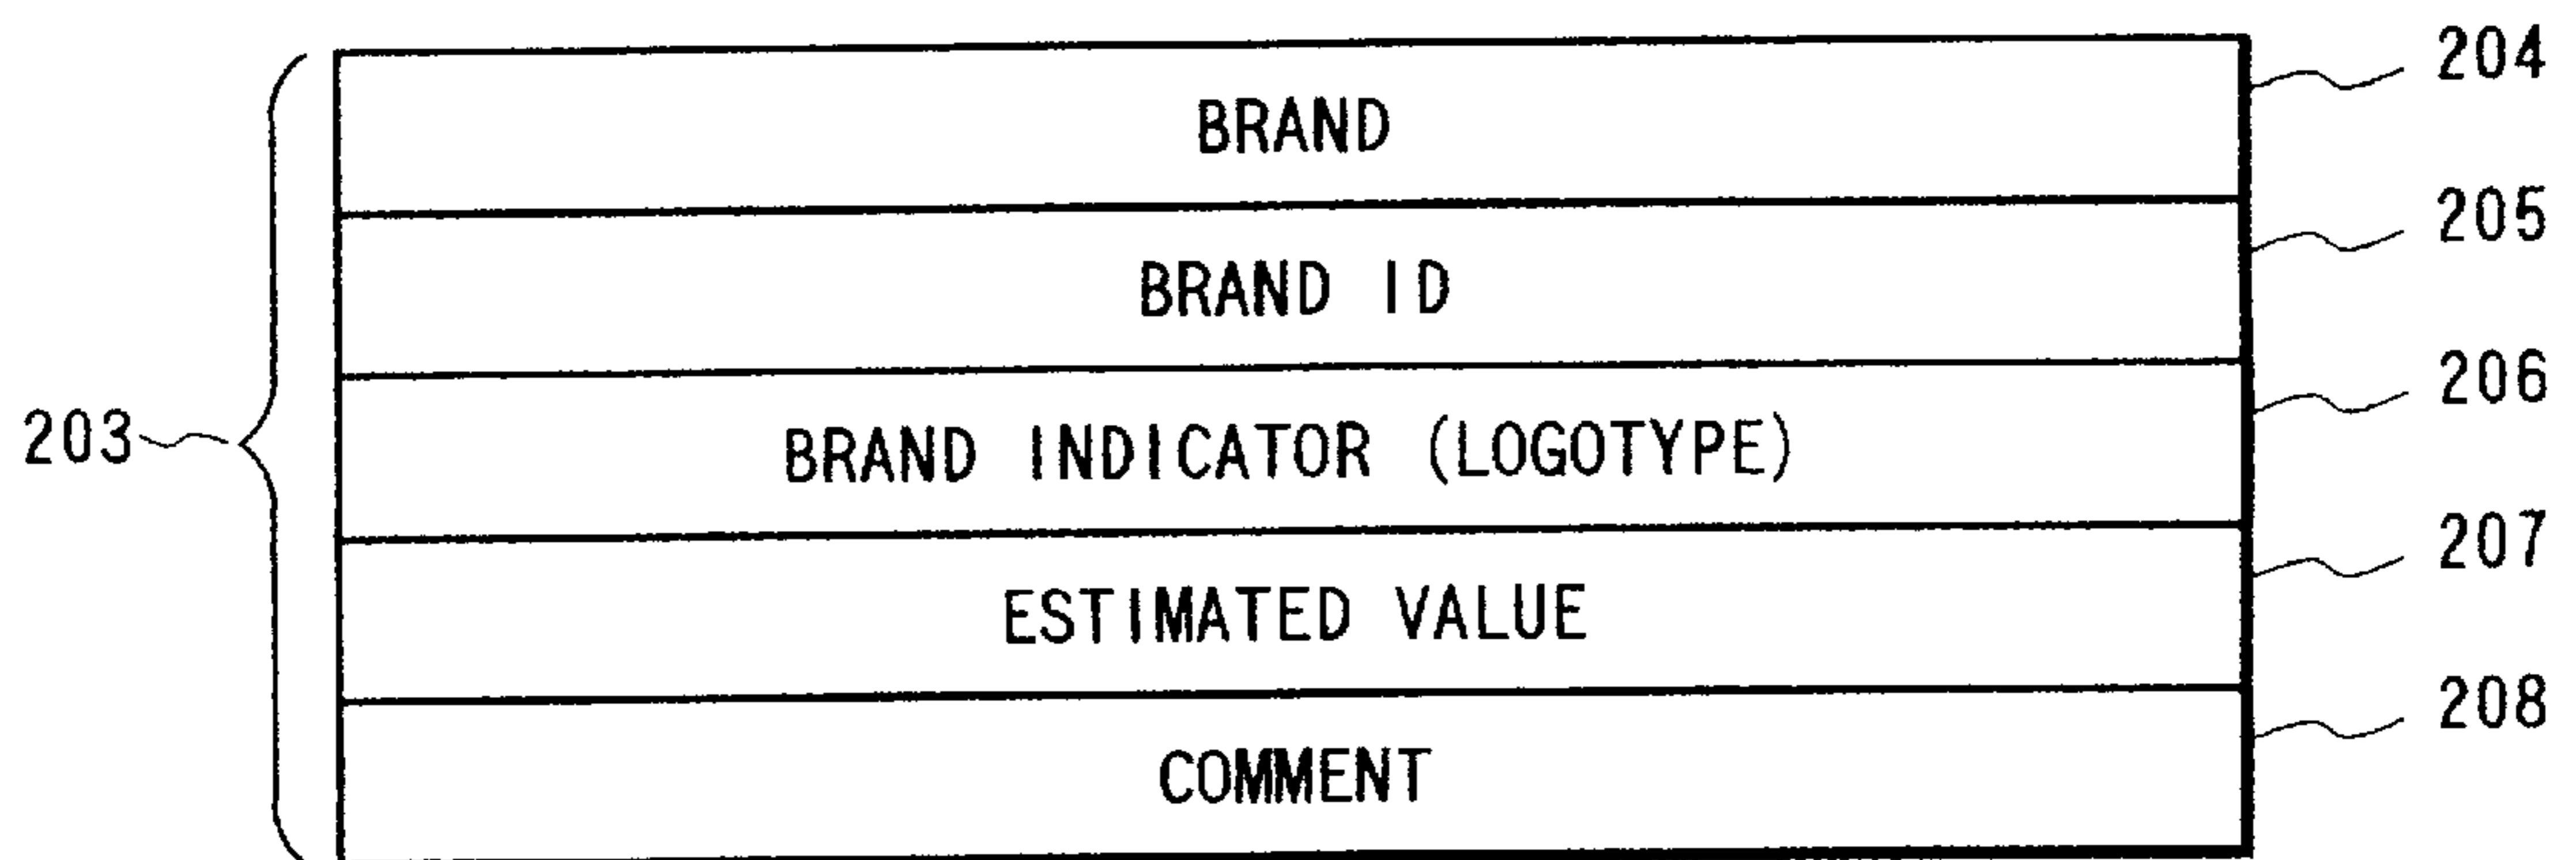 BRAND 204
BRAND ID 205
203 BRAND INDICATOR (LOGOTYPE) 206
ESTIMATED VALUE 207
COMMENT 208